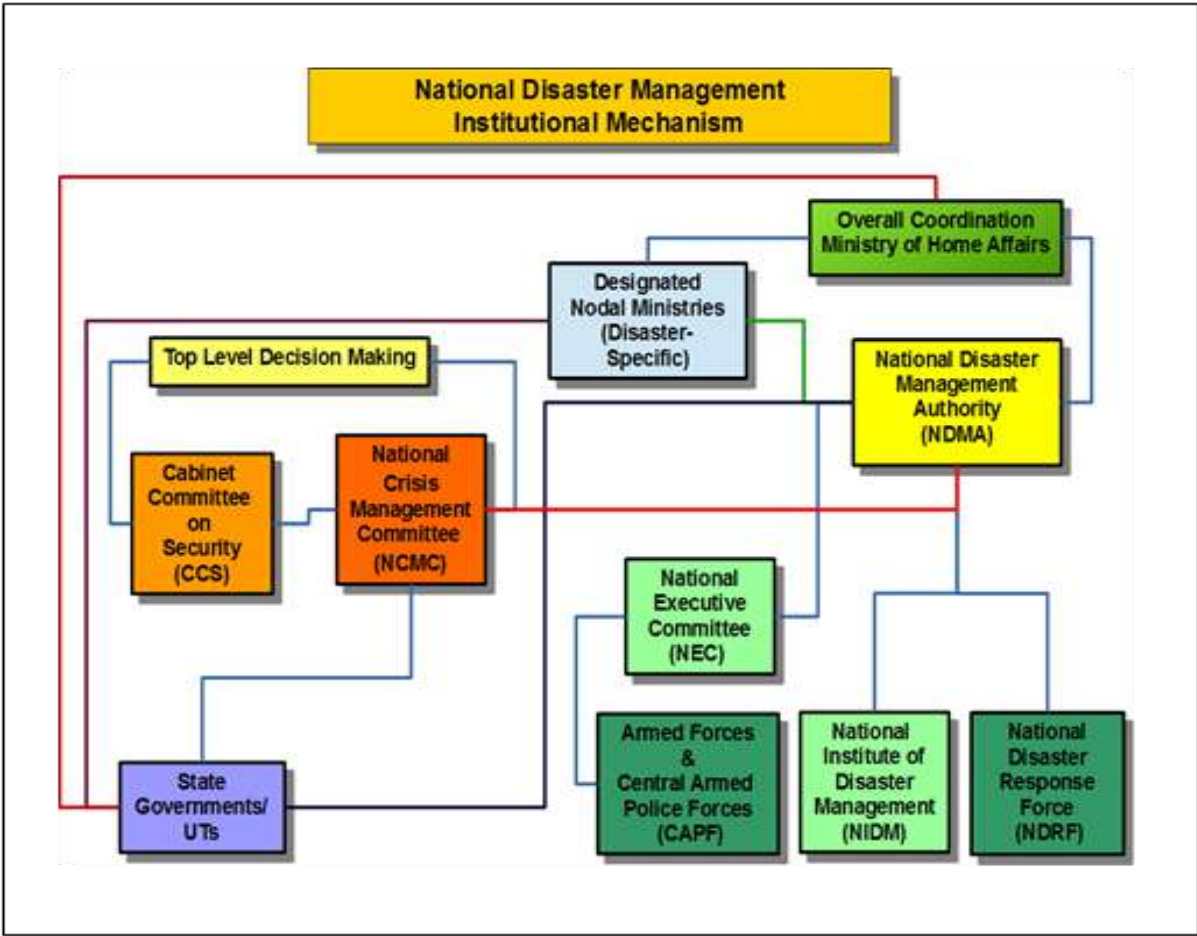 National Disaster Management
Institutional Mechanism
Overall Coordination
Ministry of Home Affairs
Designated
Nodal Ministries
(Disaster-
Specific)
Top Level Decision Making
National Disaster
Management
Authority
(NDMA)
Cabinet
Committee
on
Security
(CCS)
National
Crisis
Management
Committee
(NCMC)
National
Executive
Committee
(NEC)
State
Governments/
UTs
Armed Forces
&
Central Armed
Police Forces
(CAPF)
National
Institute of
Disaster
Management
(NIDM)
National
Disaster
Response
Force
(NDRF)